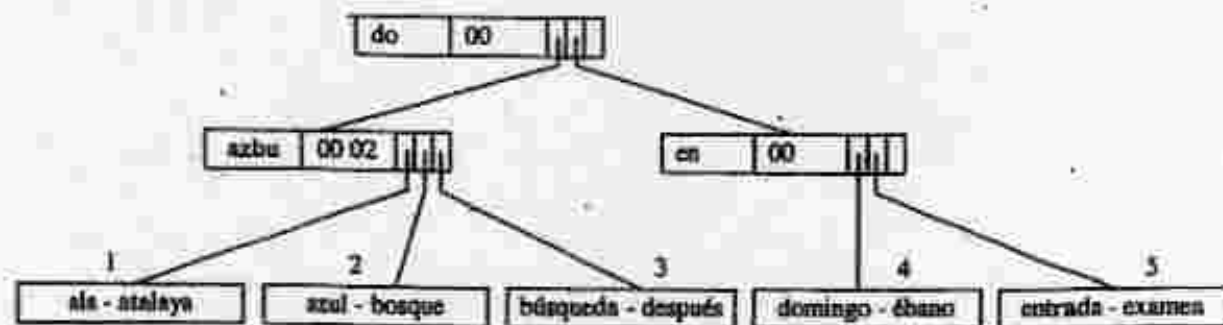 do 00
azbu 00 02
en 00
1 2 3 4 5
ala - atalaya
azul - bosque
búsqueda - después
domingo - ébano
entrada - examen